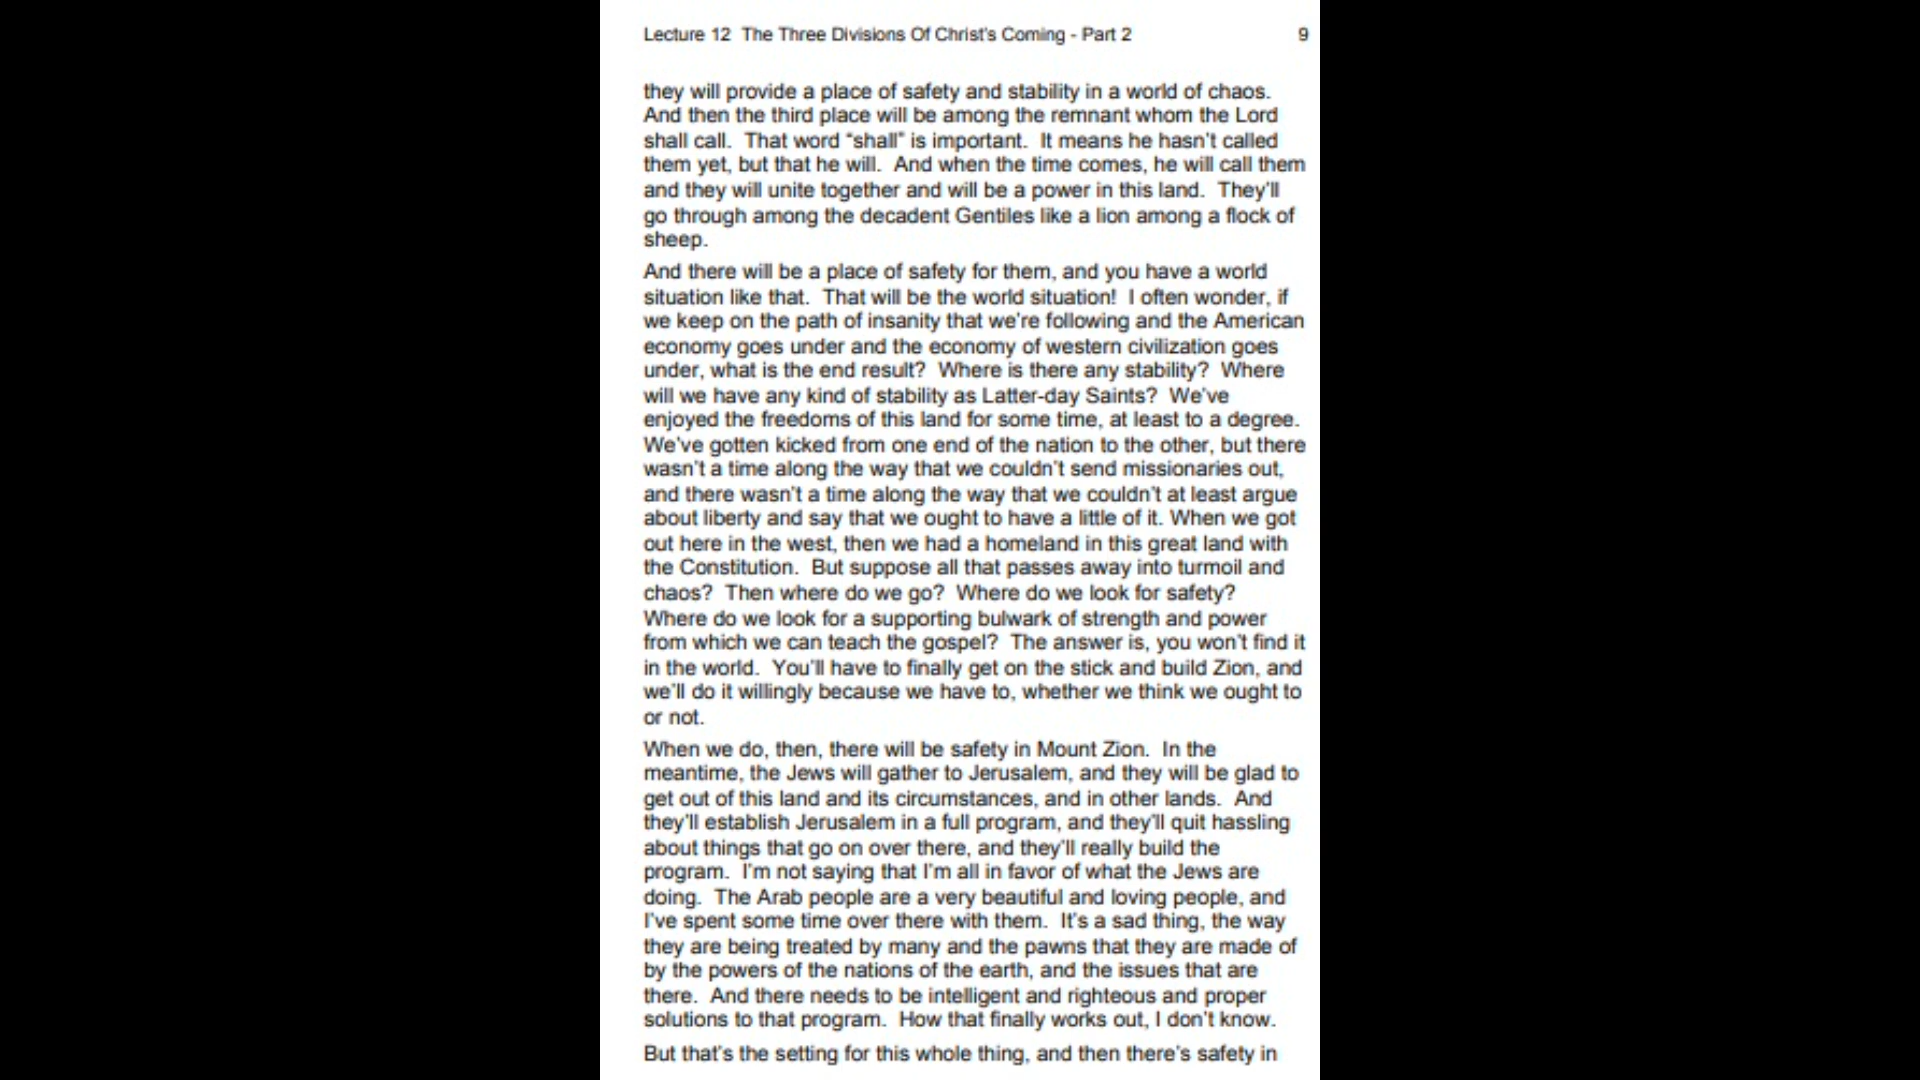 Lecture 12  The Three Divisions Of Christ's Coming - Part 2    9
they will provide a place of safety and stability in a world of chaos.
And then the third place will be among the remnant whom the Lord
shall call.  That word “shall” is important.  It means he hasn't called
them yet, but that he will.  And when the time comes, he will call them
and they will unite together and will be a power in this land.  They'll
go through among the decadent Gentiles like a lion among a flock of
sheep.
And there will be a place of safety for them, and you have a world
situation like that.  That will be the world situation!  I often wonder, if
we keep on the path of insanity that we're following and the American
economy goes under and the economy of western civilization goes
under, what is the end result?  Where is there any stability?  Where
will we have any kind of stability as Latter-day Saints?  We've
enjoyed the freedoms of this land for some time, at least to a degree.
We've gotten kicked from one end of the nation to the other, but there
wasn't a time along the way that we couldn't send missionaries out,
and there wasn't a time along the way that we couldn't at least argue
about liberty and say that we ought to have a little of it. When we got
out here in the west, then we had a homeland in this great land with
the Constitution.  But suppose all that passes away into turmoil and
chaos?  Then where do we go?  Where do we look for safety?
Where do we look for a supporting bulwark of strength and power
from which we can teach the gospel?  The answer is, you won't find it
in the world.  You'll have to finally get on the stick and build Zion, and
we'll do it willingly because we have to, whether we think we ought to
or not.
When we do, then, there will be safety in Mount Zion.  In the
meantime, the Jews will gather to Jerusalem, and they will be glad to
get out of this land and its circumstances, and in other lands.  And
they'll establish Jerusalem in a full program, and they'll quit hassling
about things that go on over there, and they'll really build the
program.  I'm not saying that I'm all in favor of what the Jews are
doing.  The Arab people are a very beautiful and loving people, and
I've spent some time over there with them.  It's a sad thing, the way
they are being treated by many and the pawns that they are made of
by the powers of the nations of the earth, and the issues that are
there.  And there needs to be intelligent and righteous and proper
solutions to that program.  How that finally works out, I don't know.
But that's the setting for this whole thing, and then there's safety in